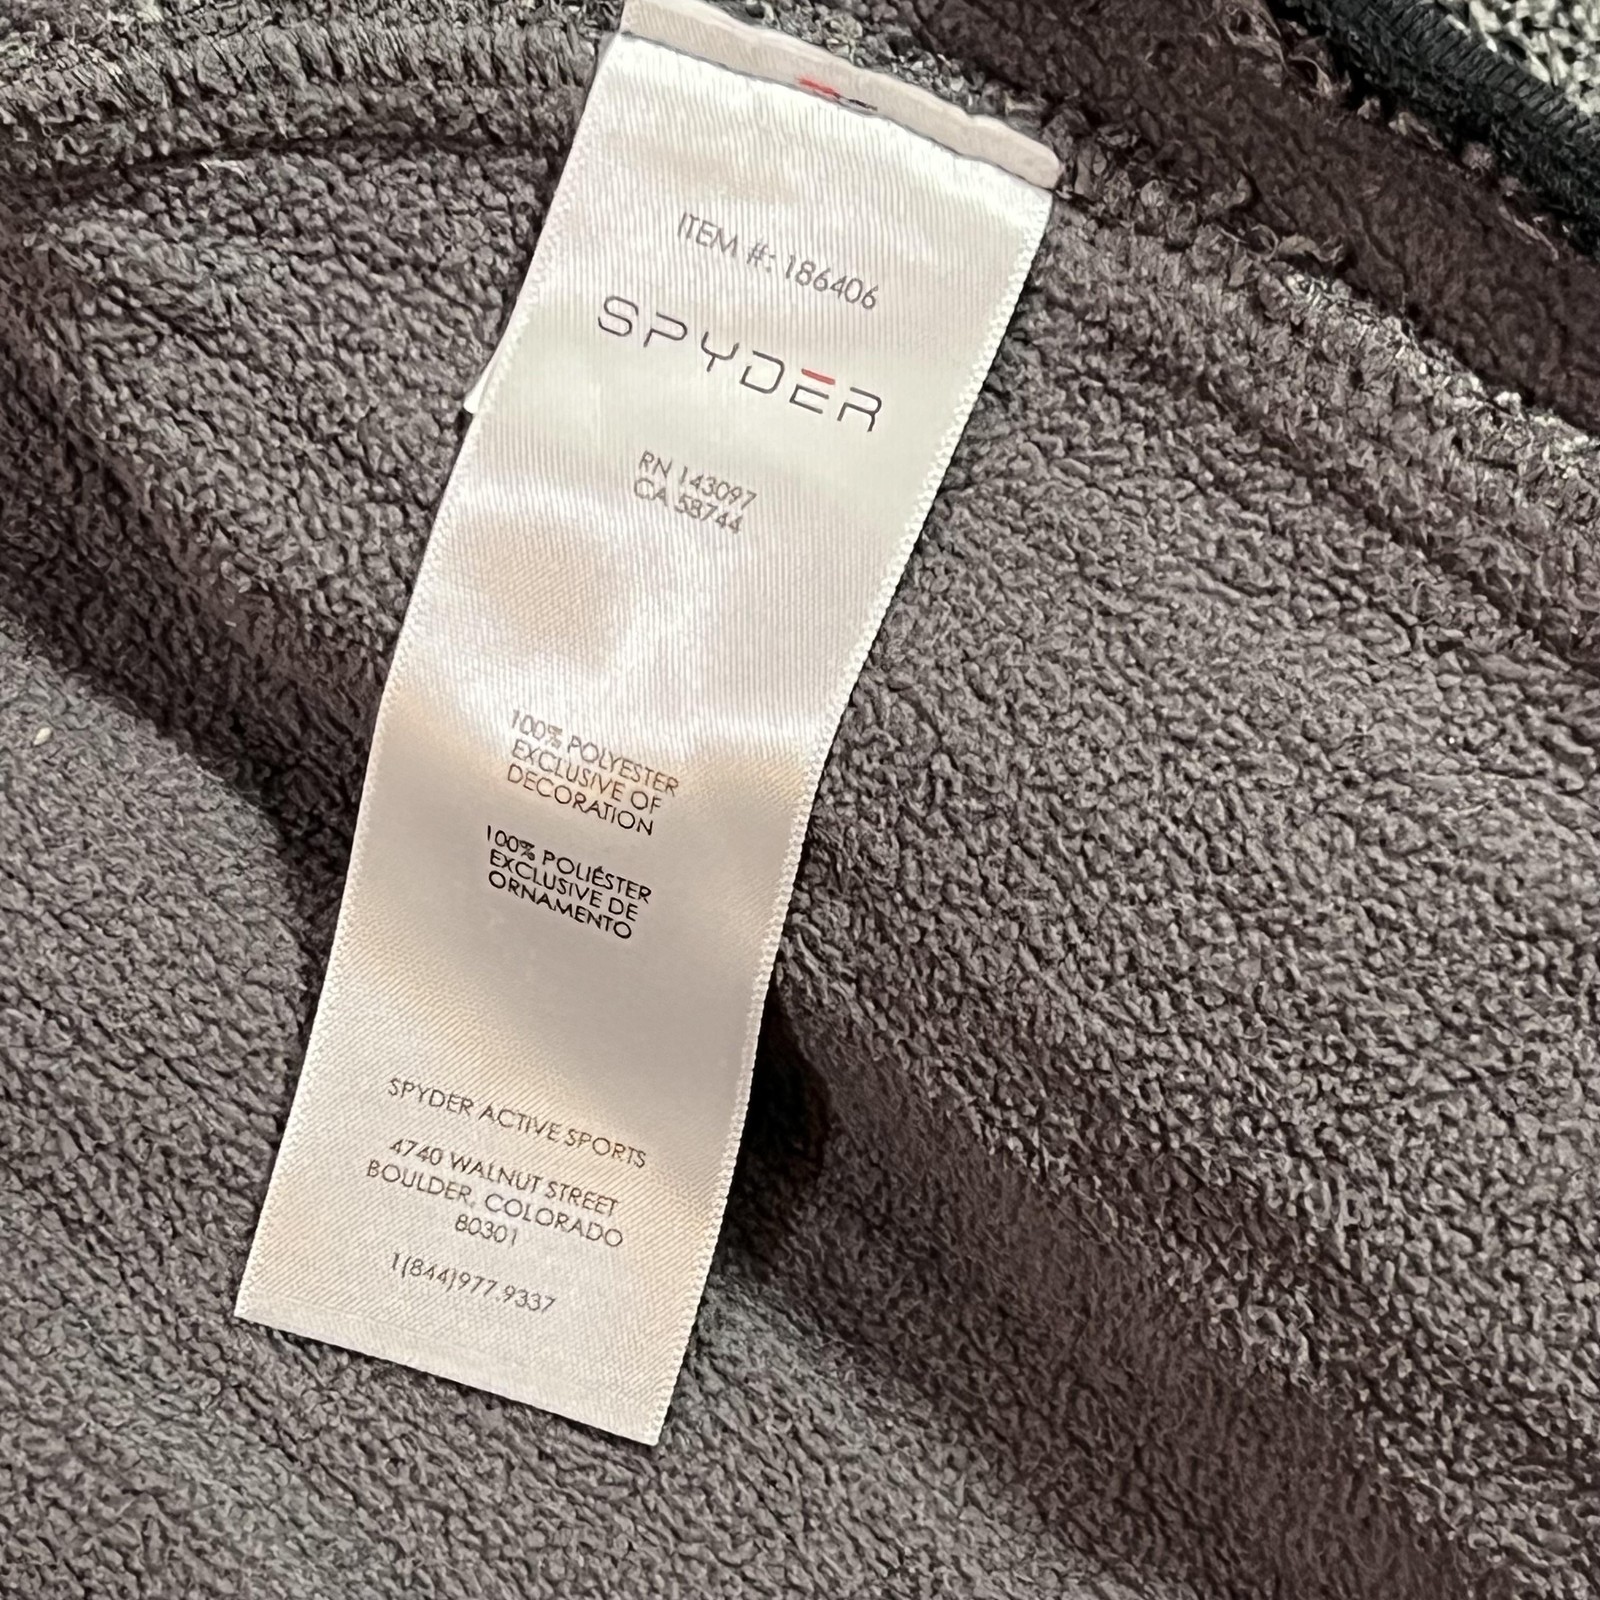 ITEM #: 186406
SPYDER
RN 143097
CA 58744
100% POLYESTER
EXCLUSIVE OF
DECORATION
100% POLIÉSTER
EXCLUSIVE DE
ORNAMENTO
SPYDER ACTIVE SPORTS
4740 WALNUT STREET
BOULDER, COLORADO
80301
1(844)977.9337